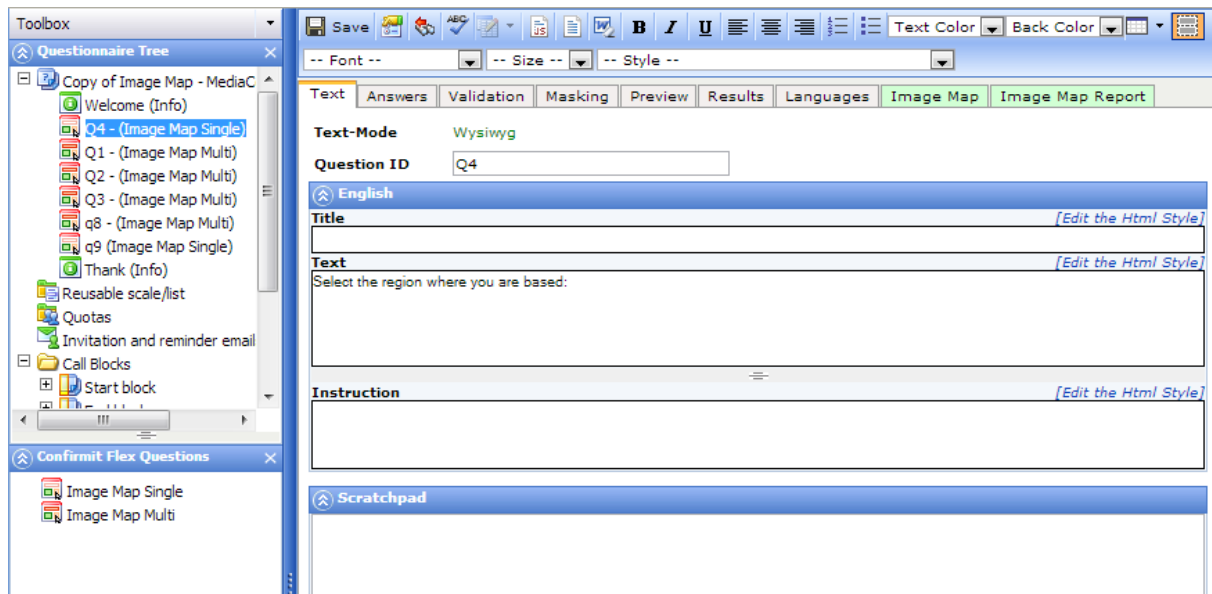 Toolbox
Questionnaire Tree
Copy of Image Map - MediaC
Welcome (Info)
Q4 - (Image Map Single)
Q1 - (Image Map Multi)
Q2 - (Image Map Multi)
Q3 - (Image Map Multi)
q8 - (Image Map Multi)
q9 (Image Map Single)
Thank (Info)
Reusable scale/list
Quotas
Invitation and reminder email
Call Blocks
Start block
Confirmit Flex Questions
Image Map Single
Image Map Multi
Save ABC B I U Text Color Back Color
-- Font -- -- Size -- -- Style --
Text Answers Validation Masking Preview Results Languages Image Map Image Map Report
Text-Mode Wysiwyg
Question ID Q4
English
Title [Edit the Html Style]
Text [Edit the Html Style]
Select the region where you are based:
Instruction [Edit the Html Style]
Scratchpad